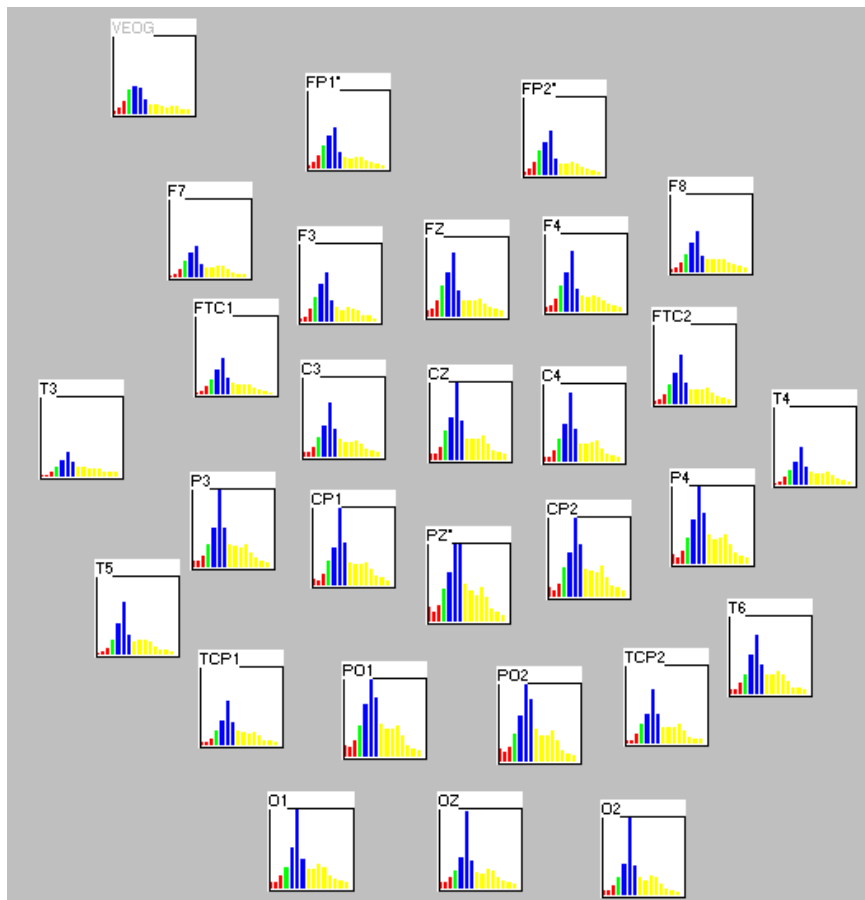 VEOG
FP1"
FP2"
F7
F8
F3
FZ
F4
FTC1
FTC2
C3
CZ
C4
T3
T4
P3
P4
CP1
CP2
PZ"
T5
T6
TCP1
TCP2
PO1
PO2
O1
OZ
O2